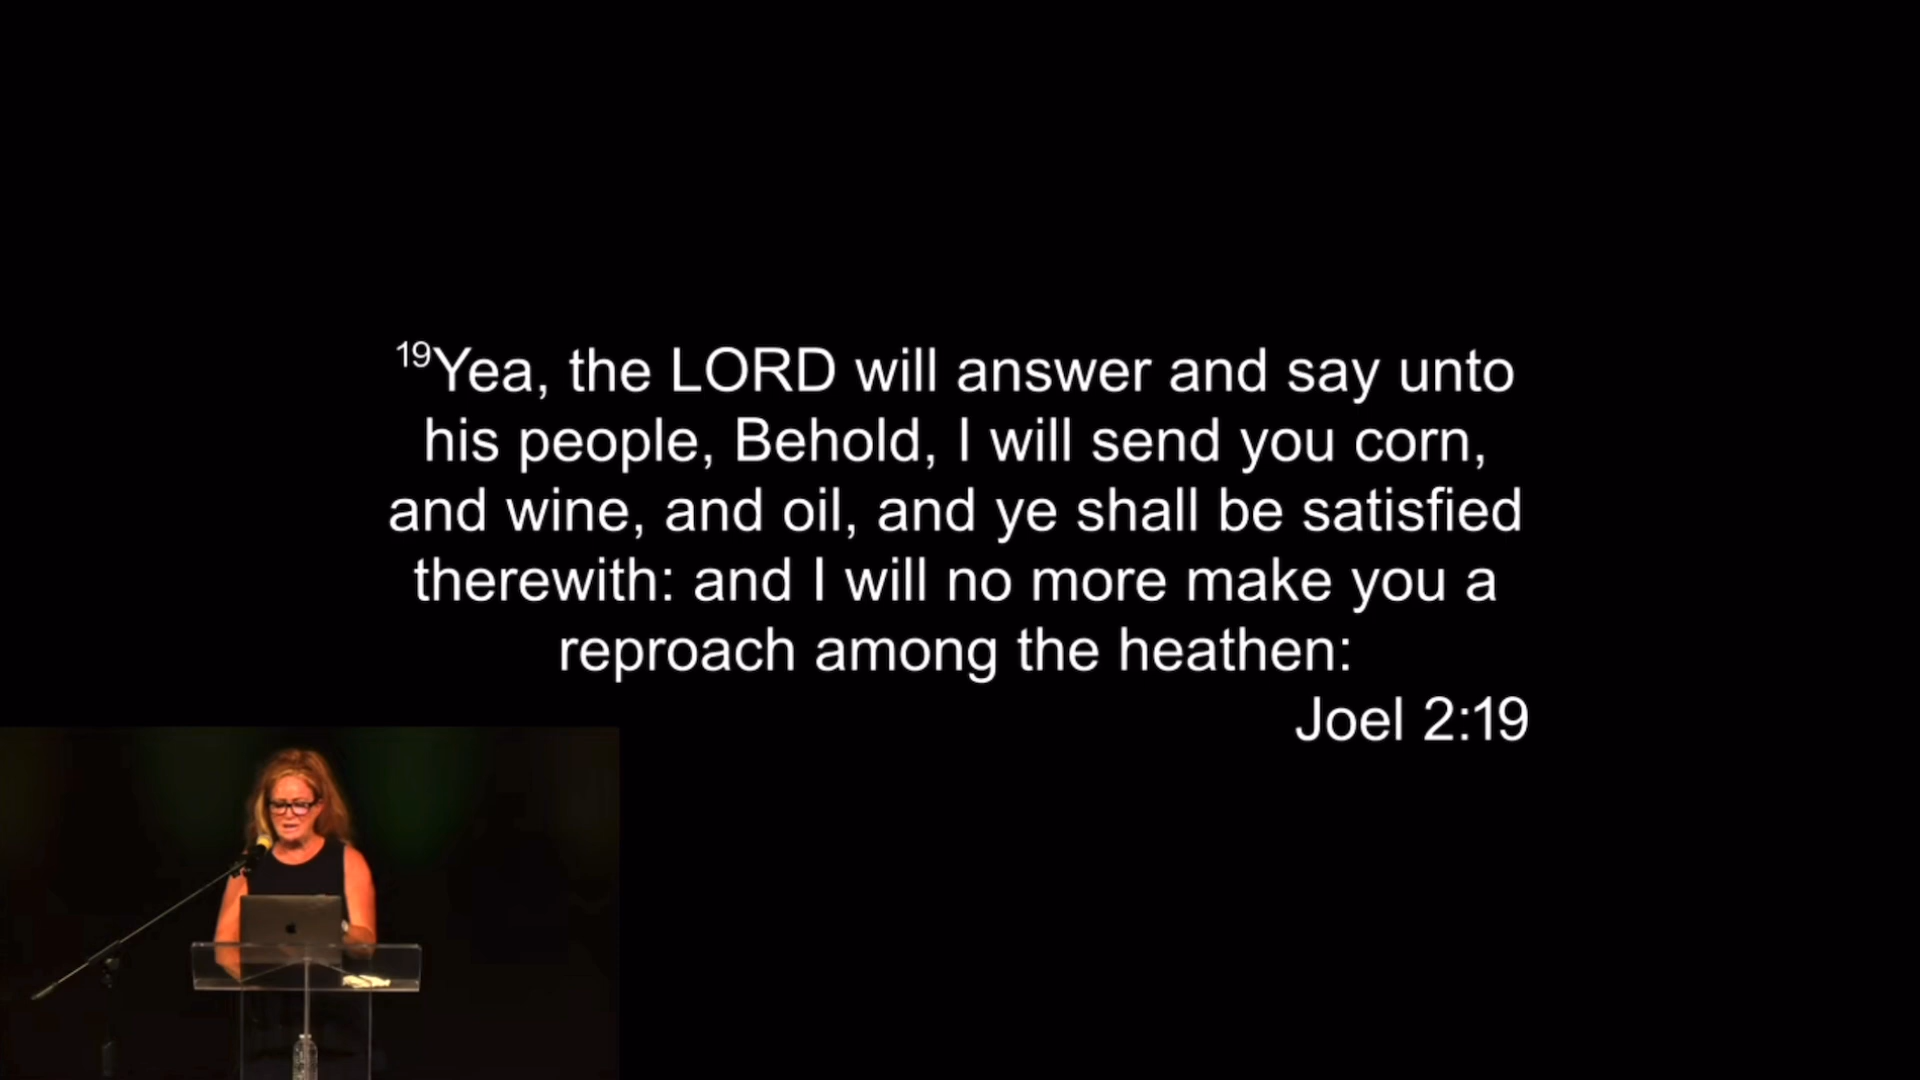 19Yea, the LORD will answer and say unto
his people, Behold, I will send you corn,
and wine, and oil, and ye shall be satisfied
therewith: and I will no more make you a
reproach among the heathen:
Joel 2:19